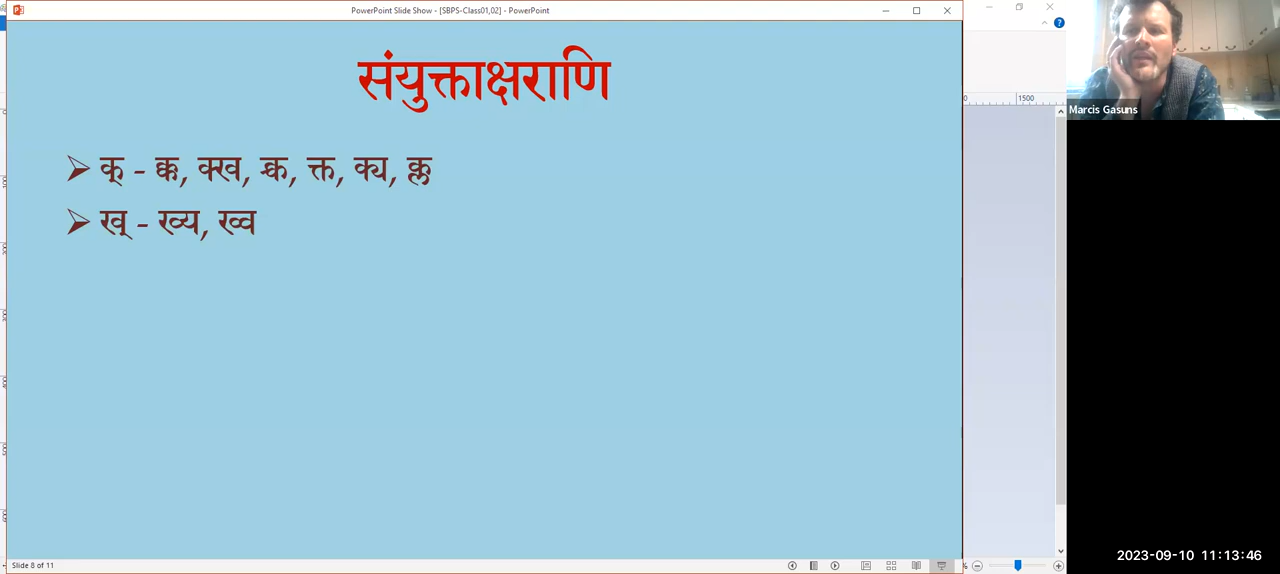 PowerPoint Slide Show - [SBPS-Class01,02] - PowerPoint
संयुक्ताक्षराणि
क् - क्क, क्ख, च्क, क्त, क्य, क्ल
ख् - ख्य, ख्व
Slide 8 of 11
1500
Marcis Gasuns
2023-09-10 11:13:46